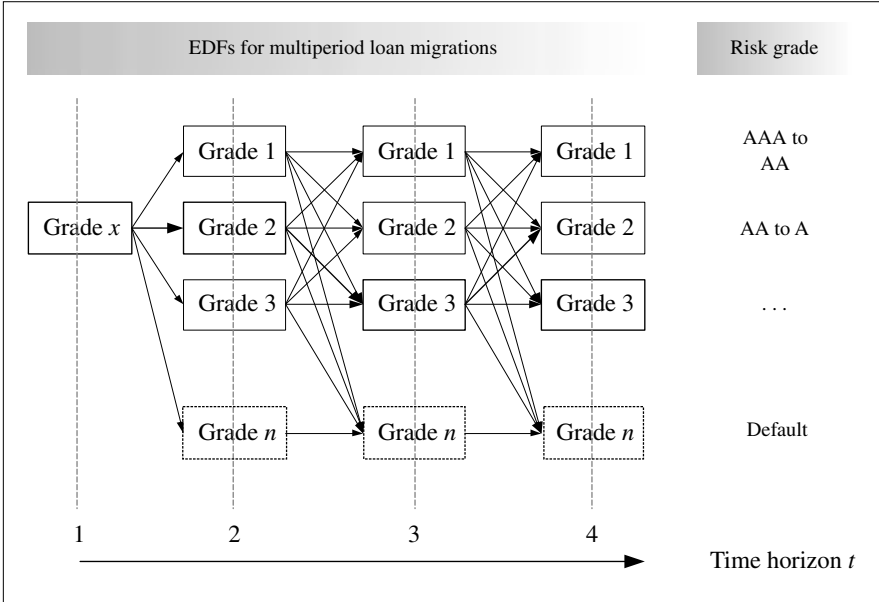 EDFs for multiperiod loan migrations
Risk grade
Grade 1
Grade 1
Grade 1
AAA to
AA
Grade x
Grade 2
Grade 2
Grade 2
AA to A
Grade 3
Grade 3
Grade 3
. . .
Grade n
Grade n
Grade n
Default
1
2
3
4
Time horizon t